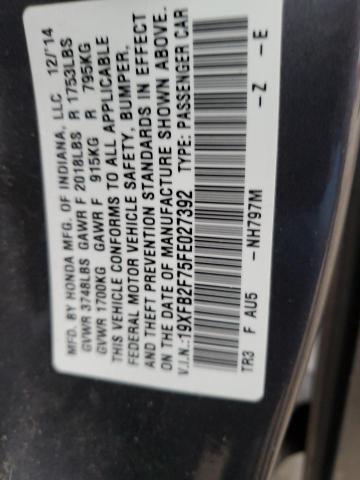 MFD. BY HONDA MFG. OF INDIANA, LLC 12/'14
GVWR 3748LBS GAWR F 2018LBS R 1753LBS
GVWR 1700KG GAWR F 915KG R 795KG
THIS VEHICLE CONFORMS TO ALL APPLICABLE
FEDERAL MOTOR VEHICLE SAFETY, BUMPER,
AND THEFT PREVENTION STANDARDS IN EFFECT
ON THE DATE OF MANUFACTURE SHOWN ABOVE.
V.I.N.: 19XFB2F75FE027392 TYPE: PASSENGER CAR
TR3 F AU5 -NH797M -Z -E